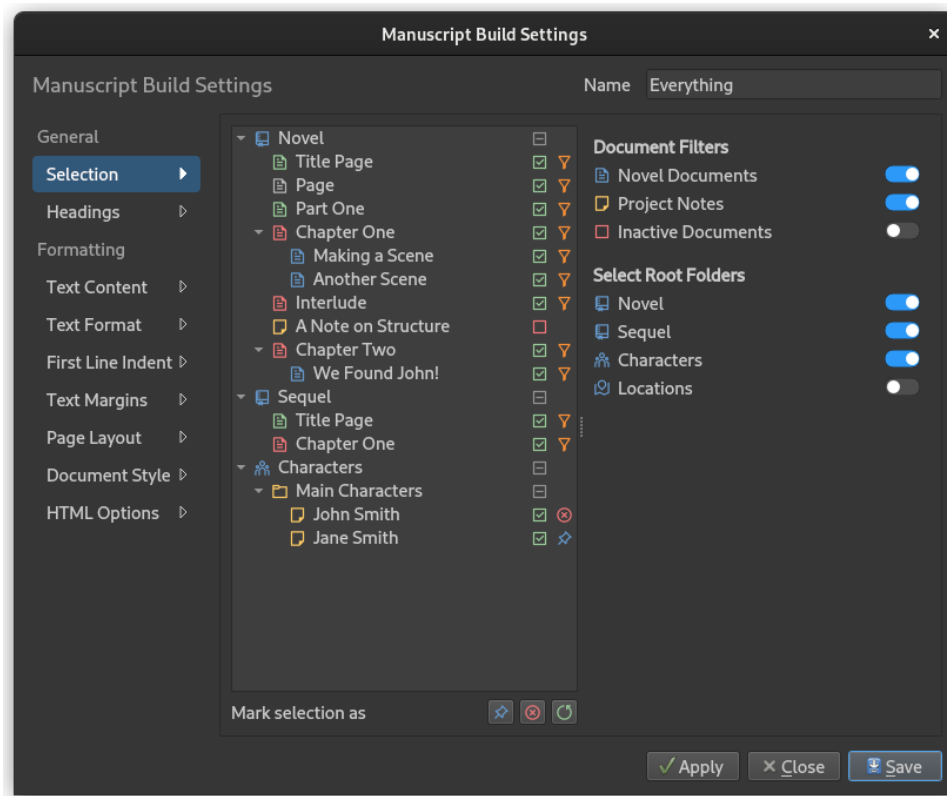 Manuscript Build Settings
Manuscript Build Settings
Name Everything
General
Selection
Headings
Formatting
Text Content
Text Format
First Line Indent
Text Margins
Page Layout
Document Style
HTML Options
Novel
Title Page
Page
Part One
Chapter One
Making a Scene
Another Scene
Interlude
A Note on Structure
Chapter Two
We Found John!
Sequel
Title Page
Chapter One
Characters
Main Characters
John Smith
Jane Smith
Mark selection as
Document Filters
Novel Documents
Project Notes
Inactive Documents
Select Root Folders
Novel
Sequel
Characters
Locations
Apply
Close
Save